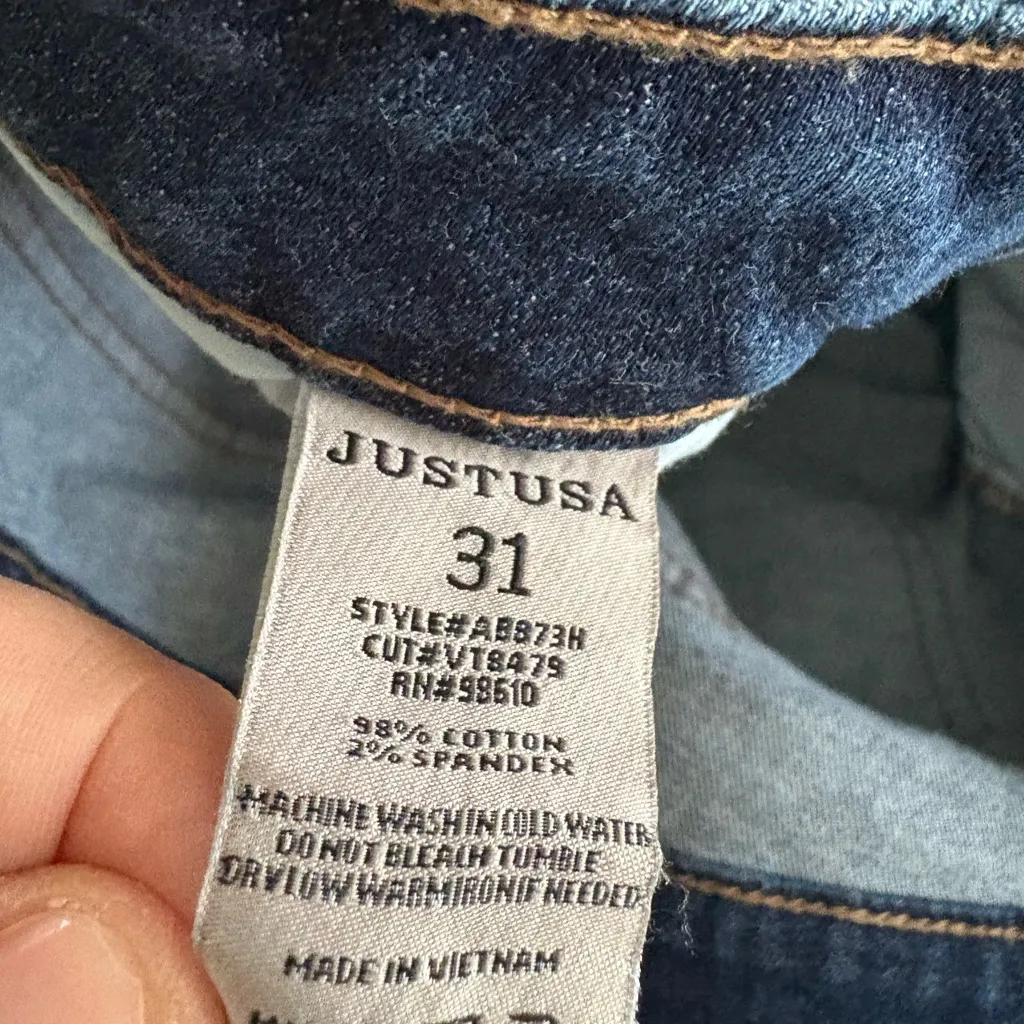 JUSTUSA
31
STYLE#AB873H
CUT#VT8479
RN#98610
98% COTTON
2% SPANDEX
MACHINE WASH IN COLD WATER
DO NOT BLEACH TUMBLE
DRY LOW WARM IRON IF NEEDED
MADE IN VIETNAM